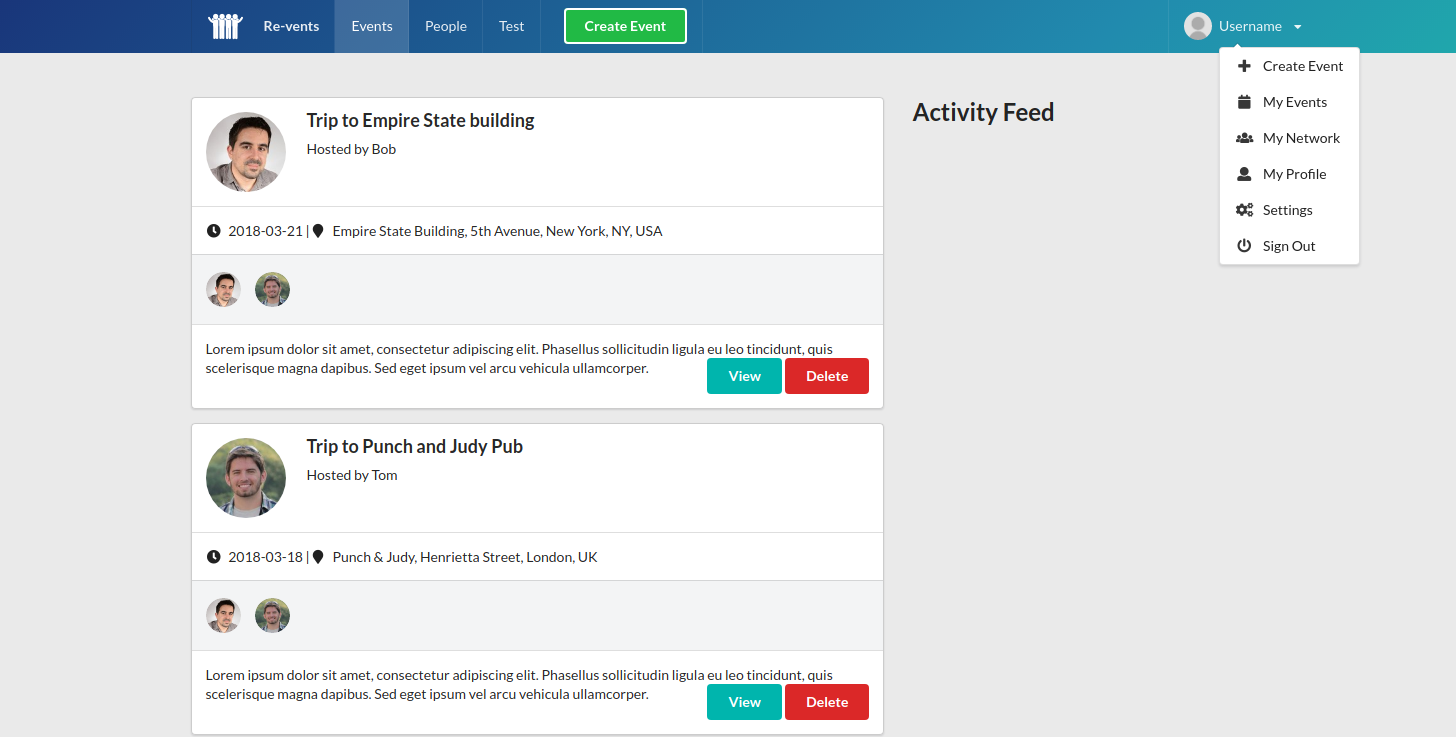 Re-vents Events People Test Create Event Username
Create Event
My Events
My Network
My Profile
Settings
Sign Out
Trip to Empire State building
Hosted by Bob
2018-03-21 | Empire State Building, 5th Avenue, New York, NY, USA
Lorem ipsum dolor sit amet, consectetur adipiscing elit. Phasellus sollicitudin ligula eu leo tincidunt, quis
scelerisque magna dapibus. Sed eget ipsum vel arcu vehicula ullamcorper.
View Delete
Trip to Punch and Judy Pub
Hosted by Tom
2018-03-18 | Punch & Judy, Henrietta Street, London, UK
Lorem ipsum dolor sit amet, consectetur adipiscing elit. Phasellus sollicitudin ligula eu leo tincidunt, quis
scelerisque magna dapibus. Sed eget ipsum vel arcu vehicula ullamcorper.
View Delete
Activity Feed